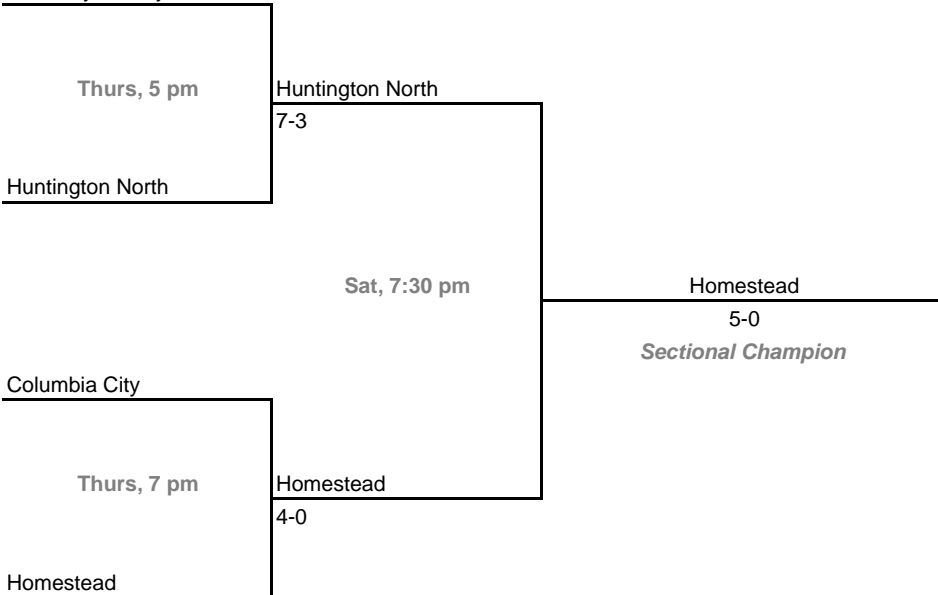 Thurs, 5 pm
Huntington North
7-3
Huntington North
Sat, 7:30 pm
Homestead
5-0
Sectional Champion
Columbia City
Thurs, 7 pm
Homestead
4-0
Homestead